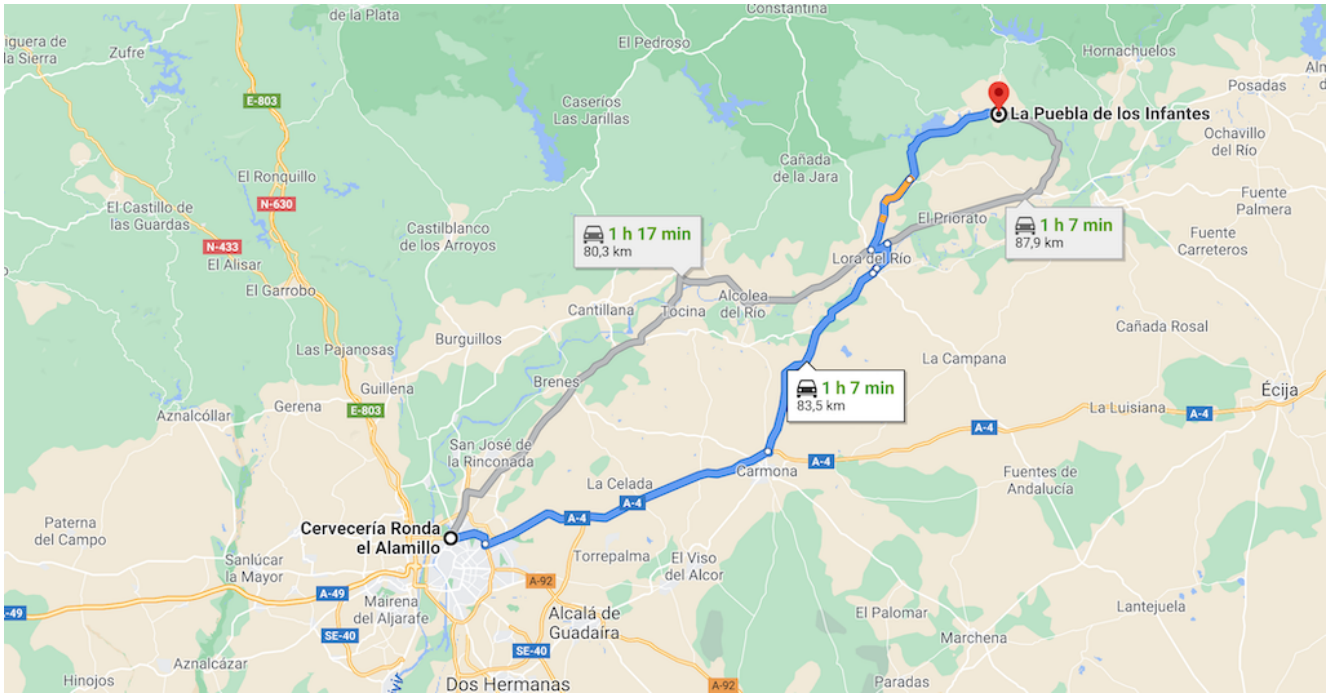 de la Plata
Constantina
iguera de
la Sierra
Zufre
El Pedroso
Hornachuelos
Posadas
E-803
Caserios
Las Jarillas
La Puebla de los Infantes
Ochavillo
del Río
Cañada
de la Jara
El Ronquillo
N-630
El Castillo de
las Guardas
Fuente
Palmera
El Priorato
1 h 7 min
87,9 km
1 h 17 min
80,3 km
Castilblanco
de los Arroyos
N-433
El Alisar
Fuente
Carreteros
Lora del Río
El Garrobo
Cantillana
Tocina
Alcolea
del Río
Cañada Rosal
Burguillos
Las Pajanosas
La Campana
Guillena
Brenes
1 h 7 min
83,5 km
Écija
Aznalcóllar
Gerena
E-803
La Luisiana
A-4
A-4
San José de
la Rinconada
A-4
Carmona
La Celada
A-4
Fuentes de
Andalucía
A-4
Paterna
del Campo
Cervecería Ronda
el Alamillo
Torrepalma
El Viso
del Alcor
Sanlúcar
la Mayor
A-92
A-49
-49
Mairena
del Aljarafe
Alcalá de
Guadaíra
El Palomar
Lantejuela
SE-40
Marchena
SE-40
Aznalcázar
Hinojos
Dos Hermanas
A-92
Paradas